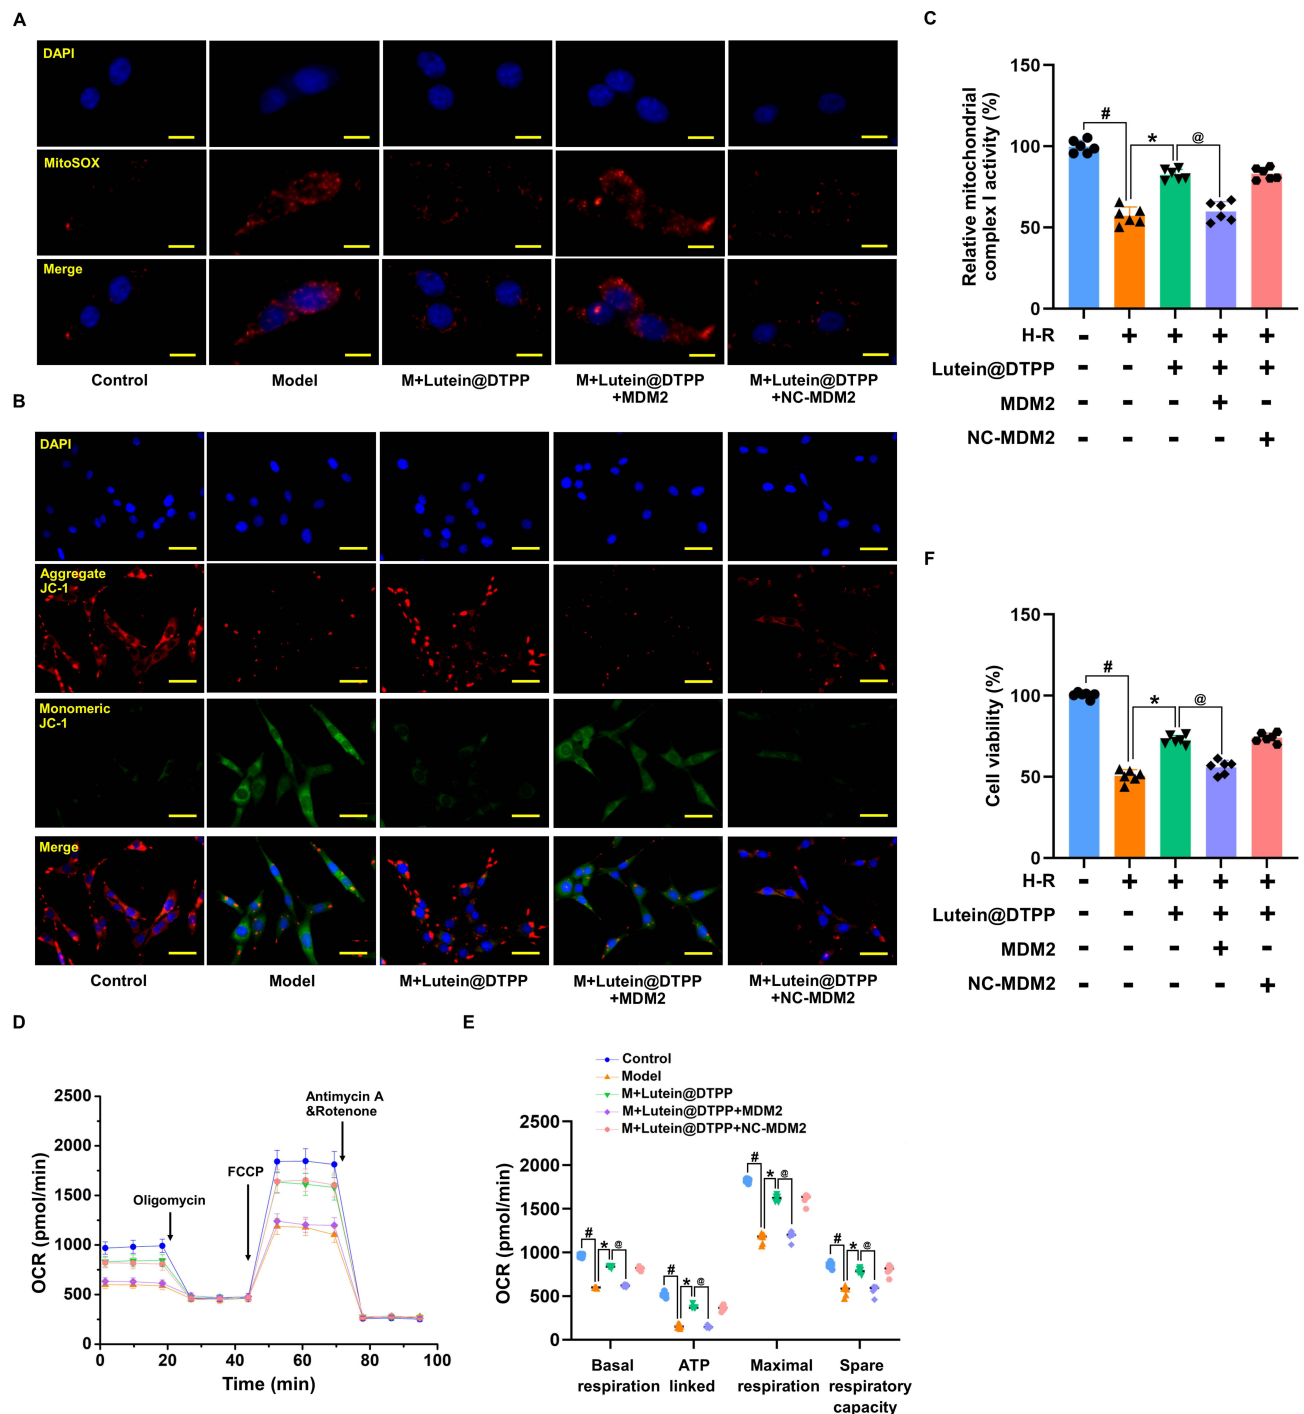 A
DAPI
MitoSOX
Merge
Control
Model
M+Lutein@DTPP
M+Lutein@DTPP
+MDM2
M+Lutein@DTPP
+NC-MDM2
B
DAPI
Aggregate
JC-1
Monomeric
JC-1
Merge
Control
Model
M+Lutein@DTPP
M+Lutein@DTPP
+MDM2
M+Lutein@DTPP
+NC-MDM2
C
Relative mitochondrial
complex I activity (%)
150
100
50
0
# * @
H-R - + + + +
Lutein@DTPP - - + + +
MDM2 - - - + -
NC-MDM2 - - - - +
F
Cell viability (%)
150
100
50
0
# * @
H-R - + + + +
Lutein@DTPP - - + + +
MDM2 - - - + -
NC-MDM2 - - - - +
D
OCR (pmol/min)
2500
2000
1500
1000
500
0
Oligomycin
FCCP
Antimycin A
&Rotenone
0 20 40 60 80 100
Time (min)
E
Control
Model
M+Lutein@DTPP
M+Lutein@DTPP+MDM2
M+Lutein@DTPP+NC-MDM2
OCR (pmol/min)
2500
2000
1500
1000
500
0
# * @
# * @
# * @
# * @
Basal
respiration
ATP
linked
Maximal
respiration
Spare
respiratory
capacity